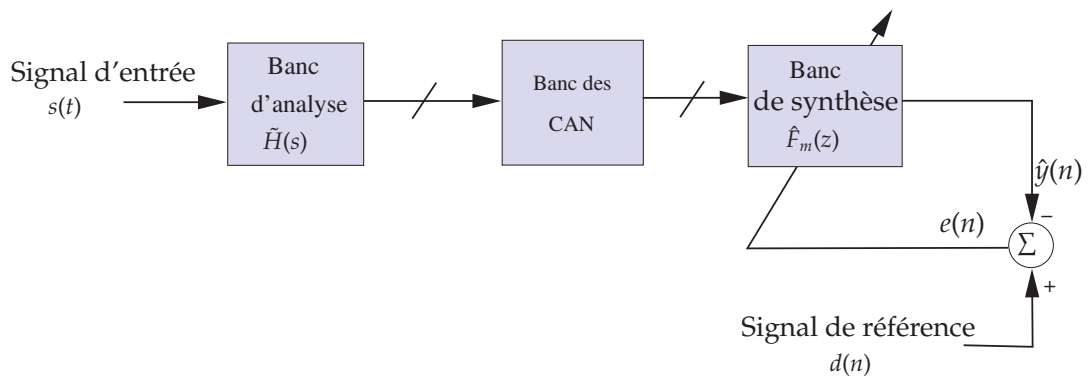 Signal d'entrée
s(t)
Banc
d'analyse
H̃(s)
Banc des
CAN
Banc
de synthèse
F̂ₘ(z)
ŷ(n)
−
e(n)
Σ
+
Signal de référence
d(n)